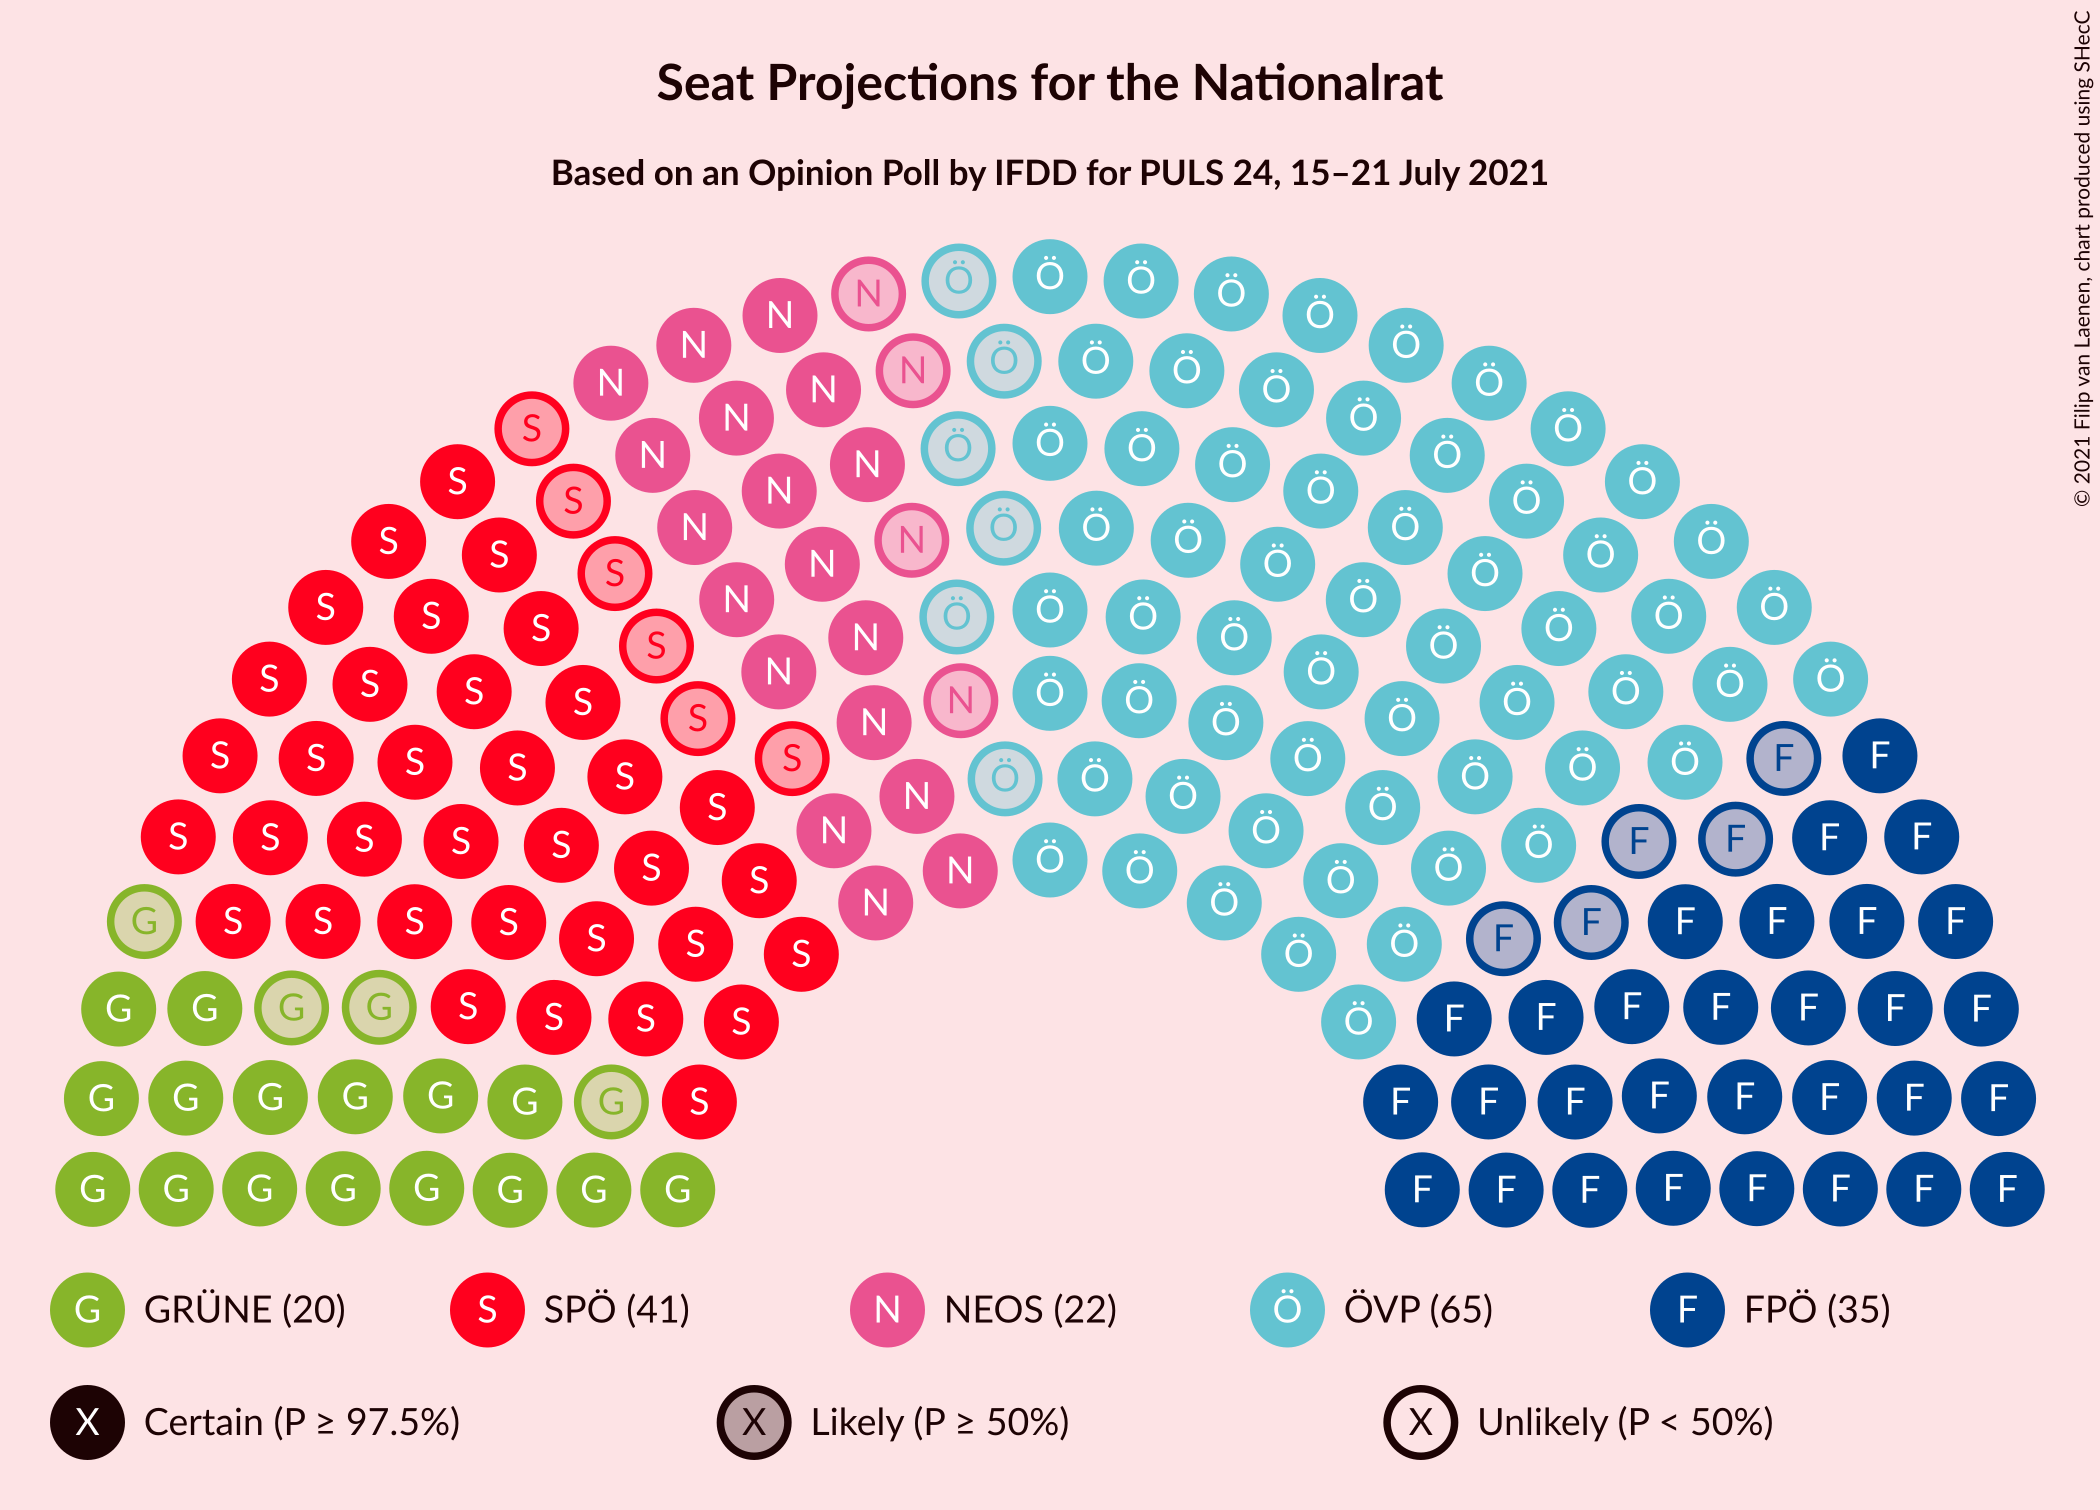 Seat Projections for the Nationalrat
Based on an Opinion Poll by IFDD for PULS 24, 15–21 July 2021
© 2021 Filip van Laenen, chart produced using SHecC
N Ö Ö Ö Ö Ö Ö
N N N Ö Ö Ö Ö Ö Ö
S N N N Ö Ö Ö Ö Ö Ö
S S N N N Ö Ö Ö Ö Ö Ö
S S S N N N Ö Ö Ö Ö Ö Ö
S S S S N N Ö Ö Ö Ö Ö Ö
S S S S N N Ö Ö Ö Ö Ö Ö
S S S S S N N Ö Ö Ö Ö Ö Ö
S S S S S S Ö Ö Ö Ö Ö Ö F F
S S S S S S S N N Ö Ö Ö Ö Ö F F F F
G S S S S S S S N N Ö Ö Ö Ö Ö F F F F F F
G G G G S S S S Ö F F F F F F F
G G G G G G G S F F F F F F F F
G G G G G G G G F F F F F F F F
G GRÜNE (20) S SPÖ (41) N NEOS (22) Ö ÖVP (65) F FPÖ (35)
X Certain (P ≥ 97.5%) X Likely (P ≥ 50%) X Unlikely (P < 50%)